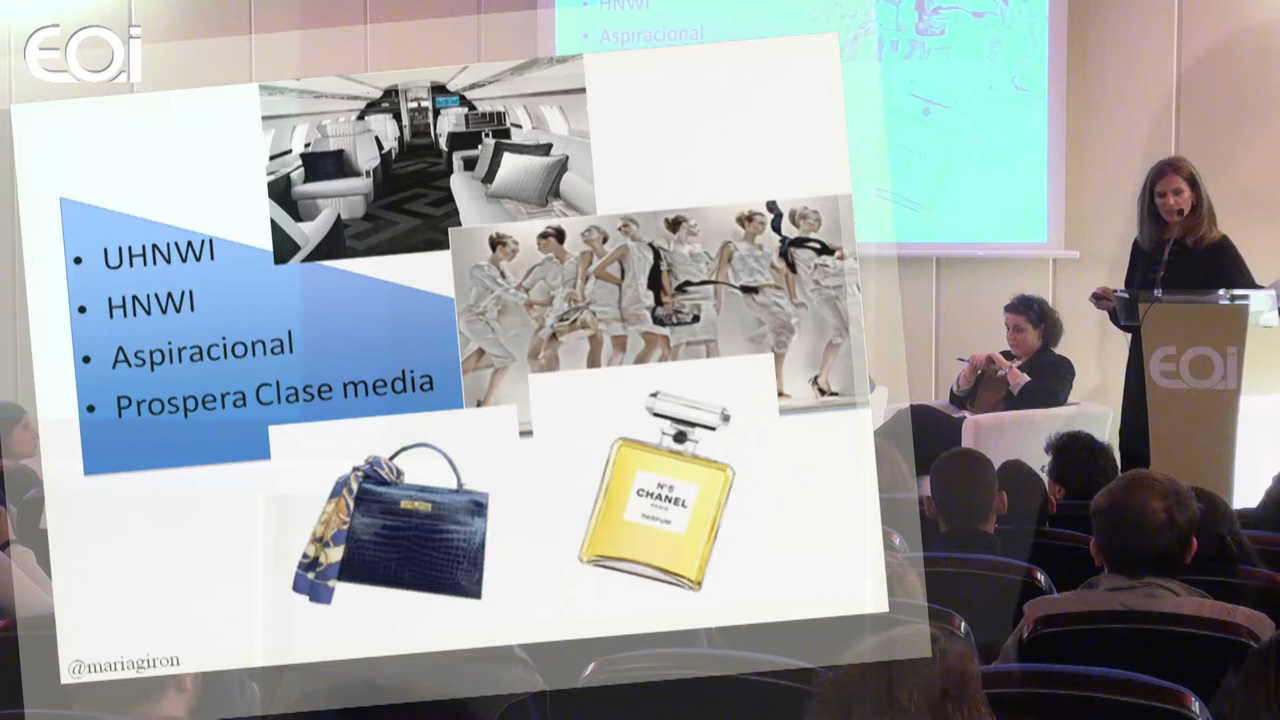 EOi
HNWI
Aspiracional
• UHNWI
• HNWI
• Aspiracional
• Prospera Clase media
Nº5
CHANEL
PARIS
PARFUM
@mariagiron
EOi